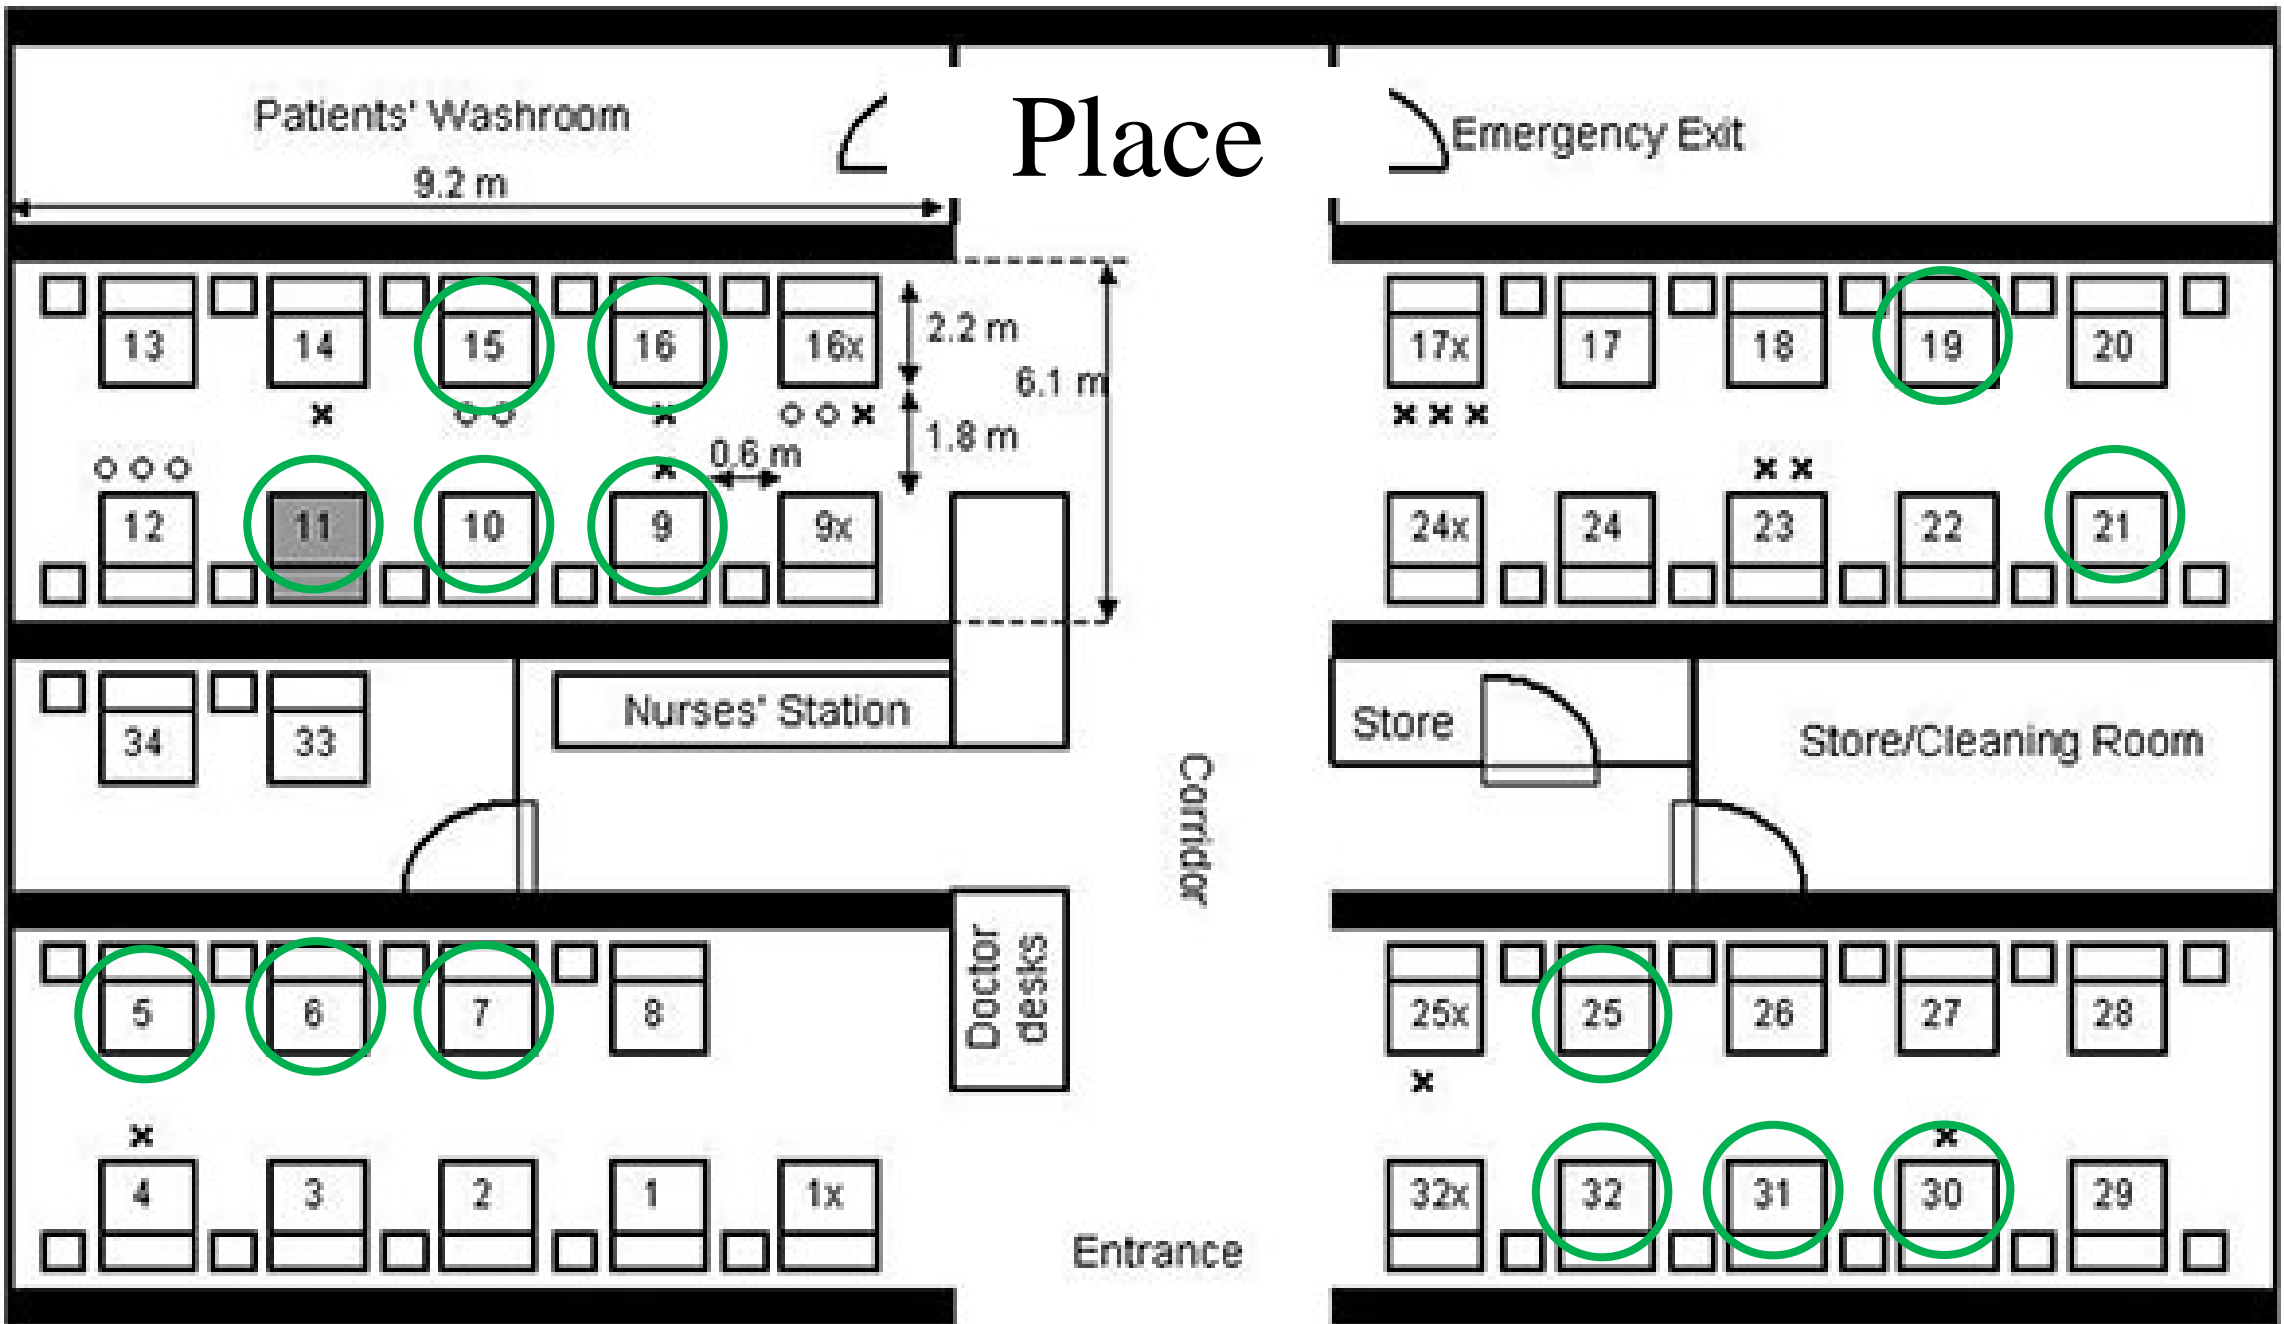 Place
Patients' Washroom
Emergency Exit
9.2 m
13
14
15
16
16x
2.2 m
6.1 m
1.8 m
0.6 m
17x
17
18
19
20
12
11
10
9
9x
24x
24
23
22
21
34
33
Nurses' Station
Store
Store/Cleaning Room
Corridor
5
6
7
8
Doctor
desks
25x
25
26
27
28
4
3
2
1
1x
Entrance
32x
32
31
30
29